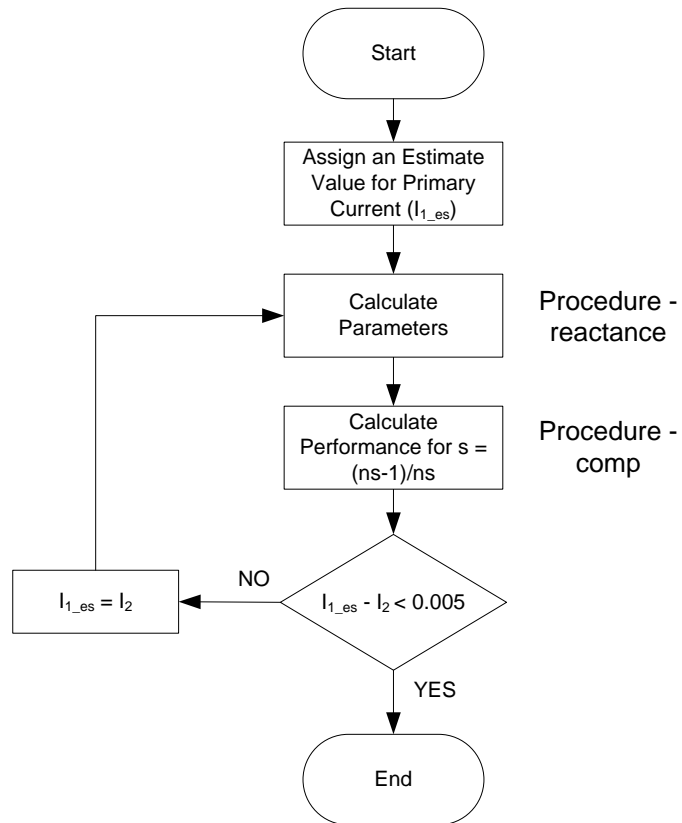 Start
Assign an Estimate
Value for Primary
Current (I1_es)
Calculate
Parameters
Procedure -
reactance
Calculate
Performance for s =
(ns-1)/ns
Procedure -
comp
I1_es - I2 < 0.005
NO
I1_es = I2
YES
End